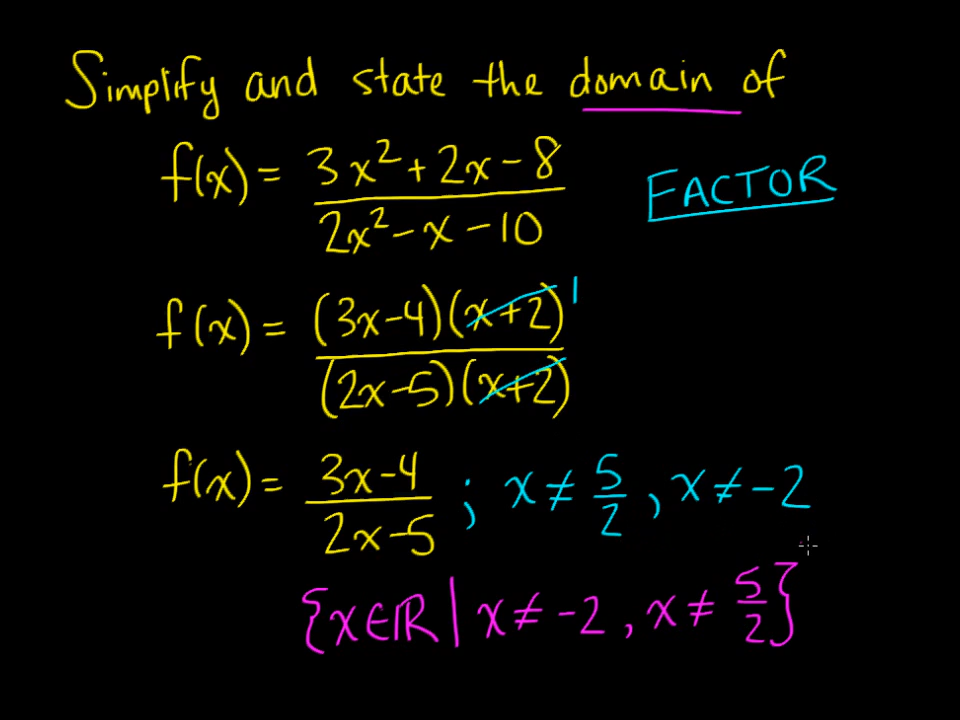 Simplify and state the domain of
f(x) = 3x² + 2x - 8 / 2x² - x - 10
FACTOR
f(x) = (3x-4)(x+2) 1 / (2x-5)(x+2)
f(x) = 3x-4 / 2x-5 ; x ≠ 5/2 , x ≠ -2
{x∈ℝ | x ≠ -2 , x ≠ 5/2}